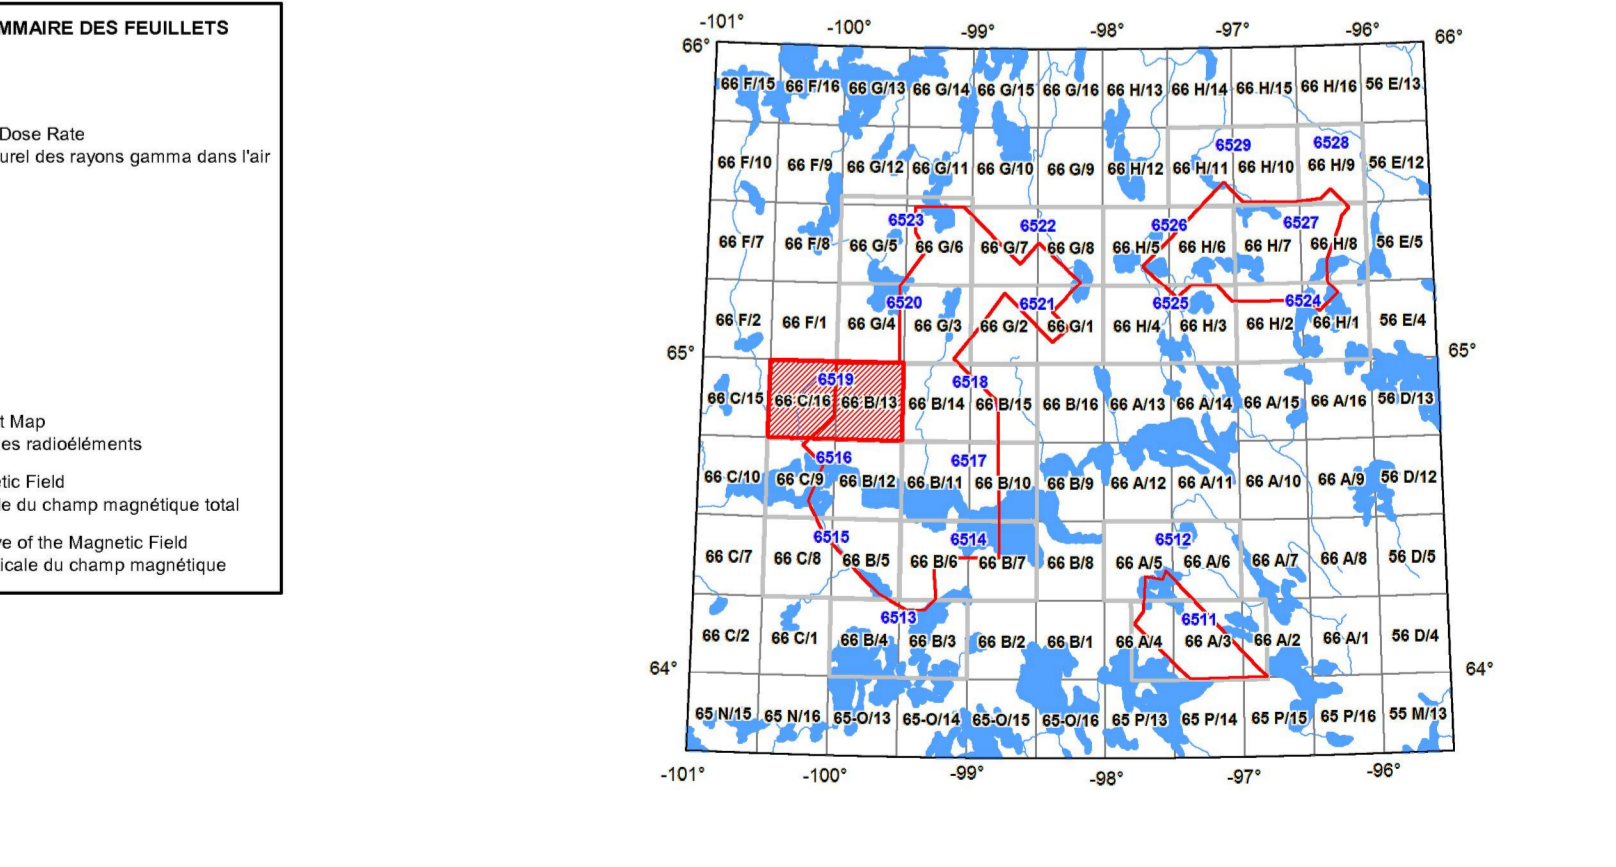 MMAIRE DES FEUILLETS
Dose Rate
urel des rayons gamma dans l'air
t Map
es radioéléments
etic Field
le du champ magnétique total
ve of the Magnetic Field
icale du champ magnétique
-101° -100° -99° -98° -97° -96°
66° 66°
66 F/15 66 F/16 66 G/13 66 G/14 66 G/15 66 G/16 66 H/13 66 H/14 66 H/15 66 H/16 56 E/13
6529 6528
66 F/10 66 F/9 66 G/12 66 G/11 66 G/10 66 G/9 66 H/12 66 H/11 66 H/10 66 H/9 56 E/12
6523 6522 6526 6527
66 F/7 66 F/8 66 G/5 66 G/6 66 G/7 66 G/8 66 H/5 66 H/6 66 H/7 66 H/8 56 E/5
6520 6521 6525 6524
66 F/2 66 F/1 66 G/4 66 G/3 66 G/2 66 G/1 66 H/4 66 H/3 66 H/2 66 H/1 56 E/4
65° 65°
6519 6518
66 C/15 66 C/16 66 B/13 66 B/14 66 B/15 66 B/16 66 A/13 66 A/14 66 A/15 66 A/16 56 D/13
6516 6517
66 C/10 66 C/9 66 B/12 66 B/11 66 B/10 66 B/9 66 A/12 66 A/11 66 A/10 66 A/9 56 D/12
6515 6514 6512
66 C/7 66 C/8 66 B/5 66 B/6 66 B/7 66 B/8 66 A/5 66 A/6 66 A/7 66 A/8 56 D/5
6513 6511
66 C/2 66 C/1 66 B/4 66 B/3 66 B/2 66 B/1 66 A/4 66 A/3 66 A/2 66 A/1 56 D/4
64° 64°
65 N/15 65 N/16 65-O/13 65-O/14 65-O/15 65-O/16 65 P/13 65 P/14 65 P/15 65 P/16 55 M/13
-101° -100° -99° -98° -97° -96°